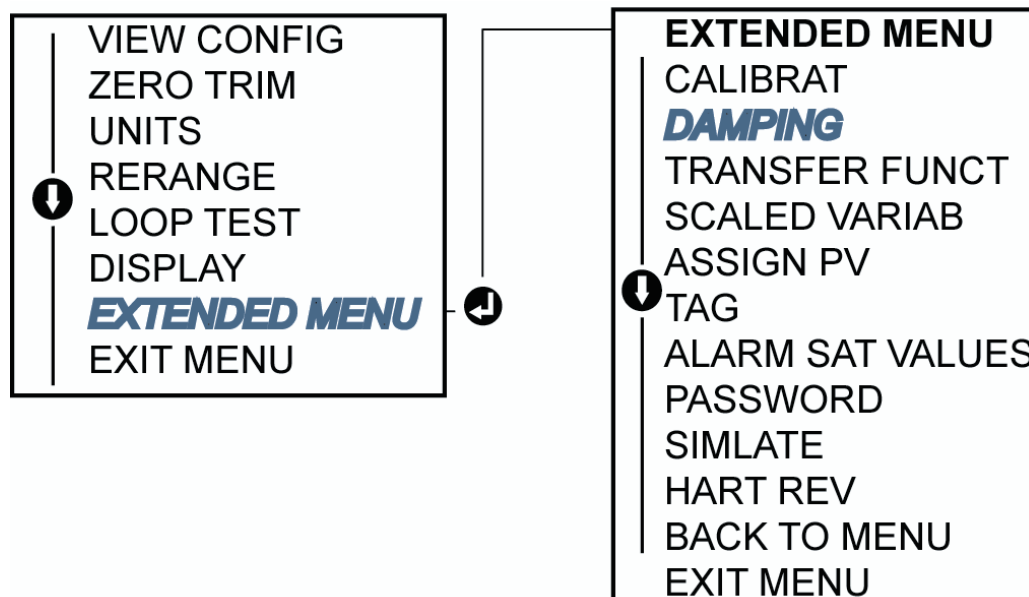 VIEW CONFIG
ZERO TRIM
UNITS
RERANGE
LOOP TEST
DISPLAY
EXTENDED MENU
EXIT MENU
EXTENDED MENU
CALIBRAT
DAMPING
TRANSFER FUNCT
SCALED VARIAB
ASSIGN PV
TAG
ALARM SAT VALUES
PASSWORD
SIMLATE
HART REV
BACK TO MENU
EXIT MENU